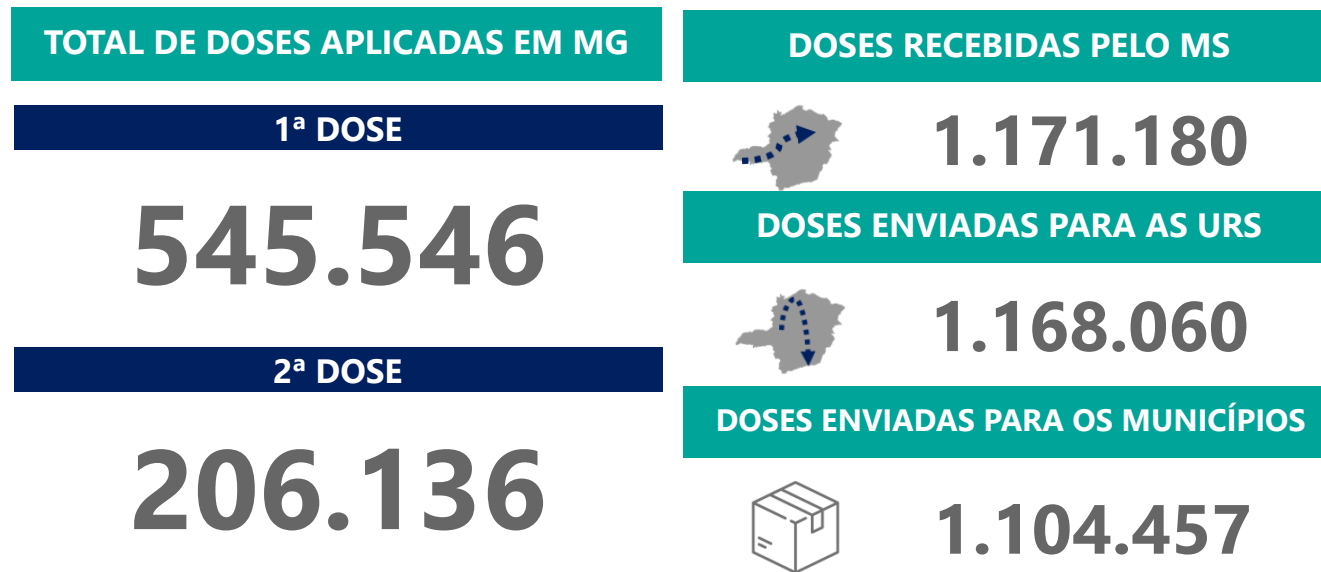 TOTAL DE DOSES APLICADAS EM MG
1ª DOSE
545.546
2ª DOSE
206.136
DOSES RECEBIDAS PELO MS
1.171.180
DOSES ENVIADAS PARA AS URS
1.168.060
DOSES ENVIADAS PARA OS MUNICÍPIOS
1.104.457